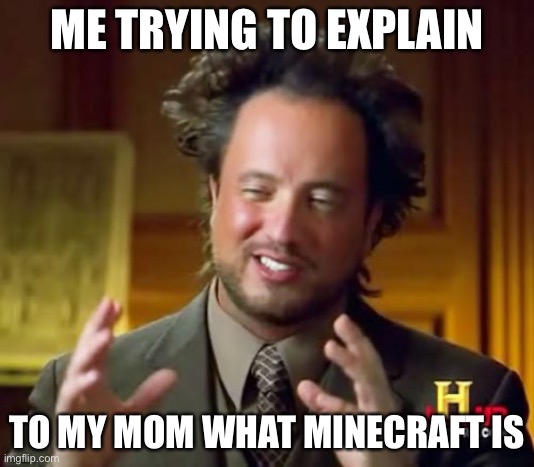 ME TRYING TO EXPLAIN
H
TO MY MOM WHAT MINECRAFT IS
imgflip.com